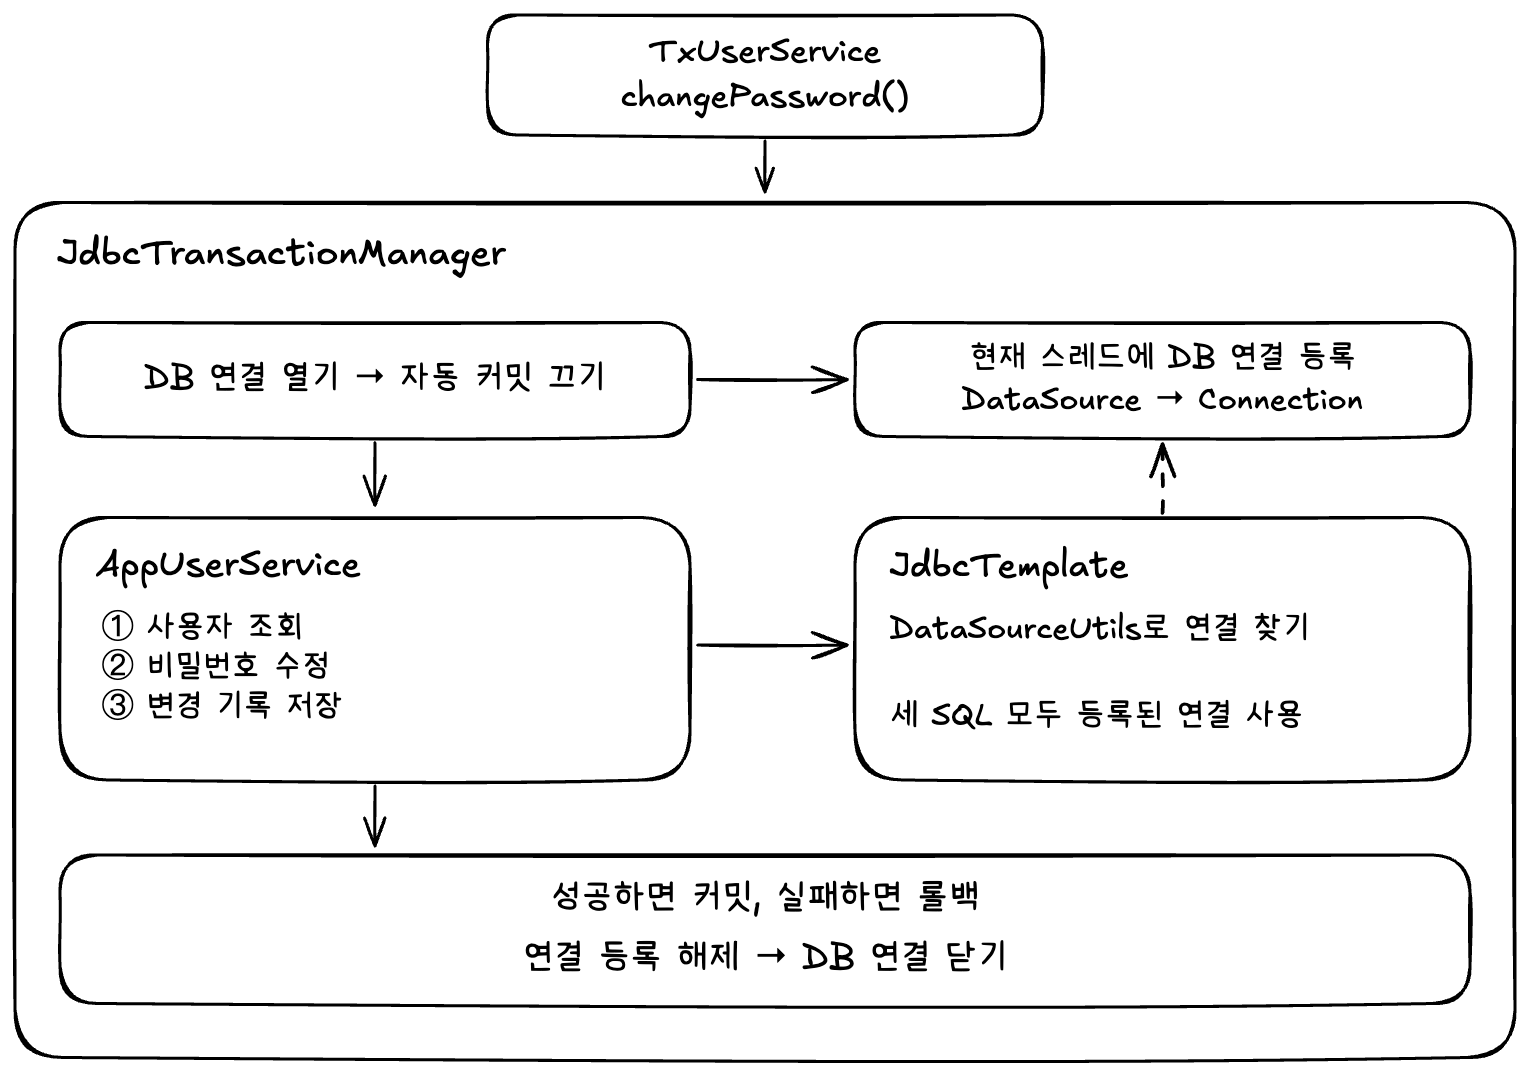 TxUserService
changePassword()
JdbcTransactionManager
DB 연결 열기 → 자동 커밋 끄기
현재 스레드에 DB 연결 등록
DataSource → Connection
AppUserService
① 사용자 조회
② 비밀번호 수정
③ 변경 기록 저장
JdbcTemplate
DataSourceUtils로 연결 찾기
세 SQL 모두 등록된 연결 사용
성공하면 커밋, 실패하면 롤백
연결 등록 해제 → DB 연결 닫기